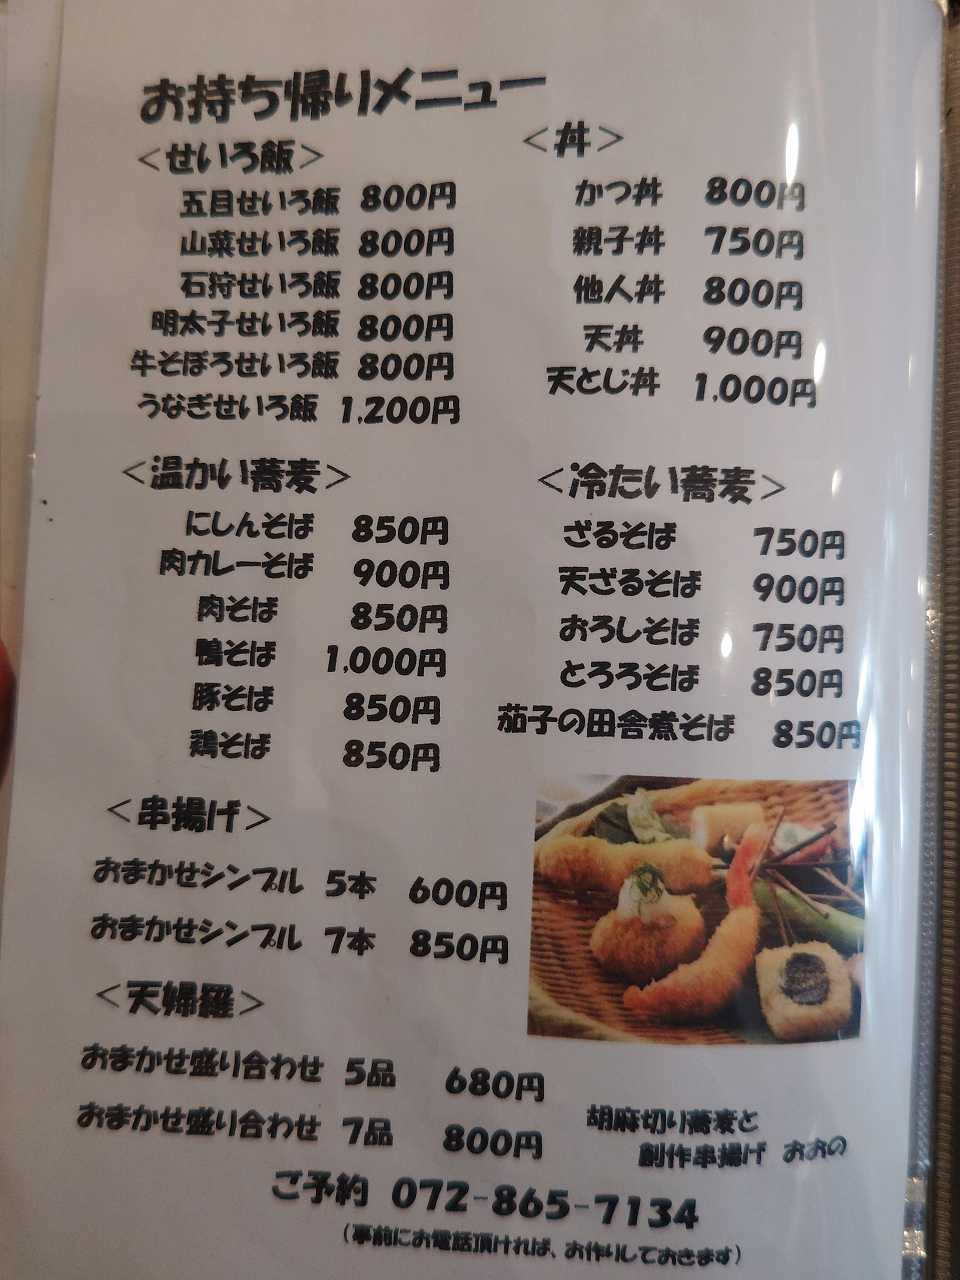 お持ち帰りメニュー
＜せいろ飯＞
五目せいろ飯 800円
山菜せいろ飯 800円
石狩せいろ飯 800円
明太子せいろ飯 800円
牛そぼろせいろ飯 800円
うなぎせいろ飯 1,200円
＜丼＞
かつ丼 800円
親子丼 750円
他人丼 800円
天丼 900円
天とじ丼 1,000円
＜温かい蕎麦＞
にしんそば 850円
肉カレーそば 900円
肉そば 850円
鴨そば 1,000円
豚そば 850円
鶏そば 850円
＜冷たい蕎麦＞
ざるそば 750円
天ざるそば 900円
おろしそば 750円
とろろそば 850円
茄子の田舎煮そば 850円
＜串揚げ＞
おまかせシンプル 5本 600円
おまかせシンプル 7本 850円
＜天婦羅＞
おまかせ盛り合わせ 5品 680円
おまかせ盛り合わせ 7品 800円
胡麻切り蕎麦と
創作串揚げ おおの
ご予約 072-865-7134
（事前にお電話頂ければ、お作りしておきます）